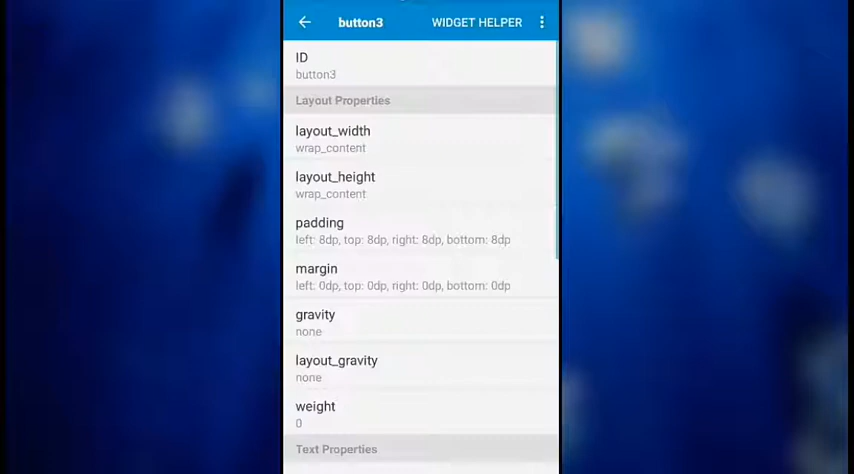 button3 WIDGET HELPER
ID
button3
Layout Properties
layout_width
wrap_content
layout_height
wrap_content
padding
left: 8dp, top: 8dp, right: 8dp, bottom: 8dp
margin
left: 0dp, top: 0dp, right: 0dp, bottom: 0dp
gravity
none
layout_gravity
none
weight
0
Text Properties